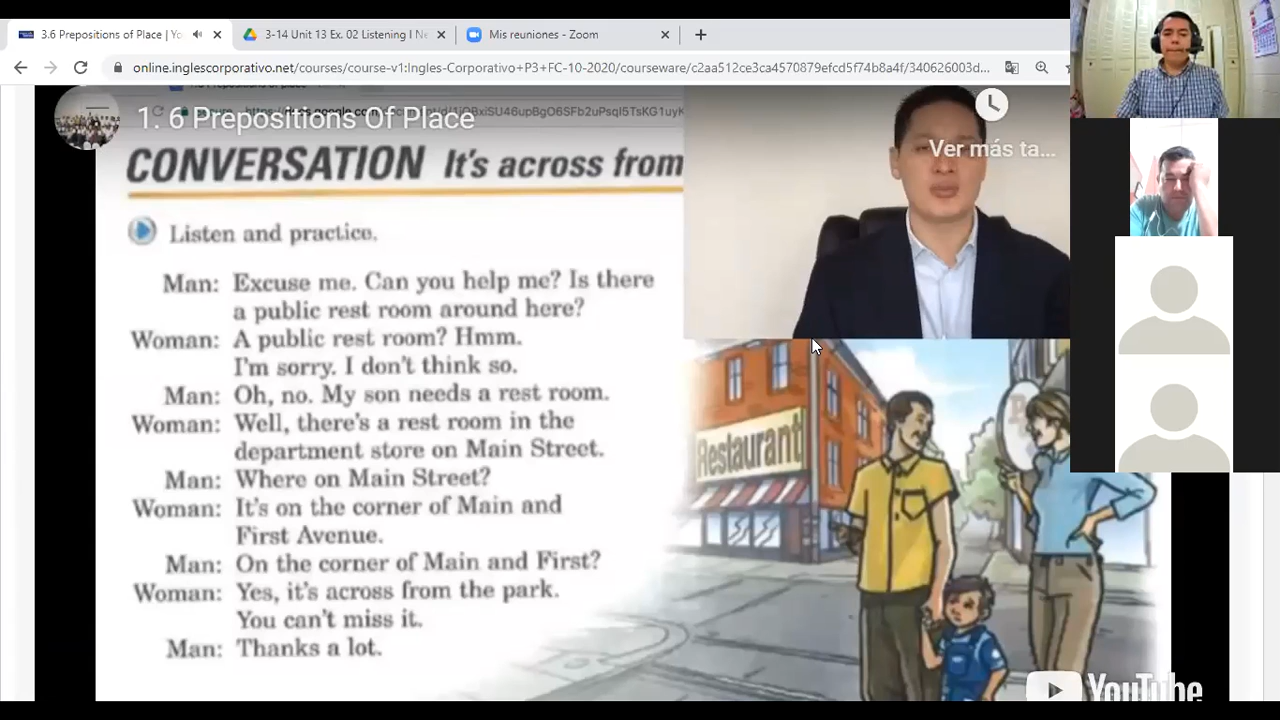 3.6 Prepositions of Place | Yo
3-14 Unit 13 Ex. 02 Listening I N
Mis reuniones - Zoom
online.inglescorporativo.net/courses/course-v1:Ingles-Corporativo+P3+FC-10-2020/courseware/c2aa512ce3ca4570879efcd5f74b8a4f/340626003d...
1. 6 Prepositions Of Place
Ver más ta...
CONVERSATION It's across from
Listen and practice.
Man: Excuse me. Can you help me? Is there
a public rest room around here?
Woman: A public rest room? Hmm.
I'm sorry. I don't think so.
Man: Oh, no. My son needs a rest room.
Woman: Well, there's a rest room in the
department store on Main Street.
Man: Where on Main Street?
Woman: It's on the corner of Main and
First Avenue.
Man: On the corner of Main and First?
Woman: Yes, it's across from the park.
You can't miss it.
Man: Thanks a lot.
Restaurant
YouTube